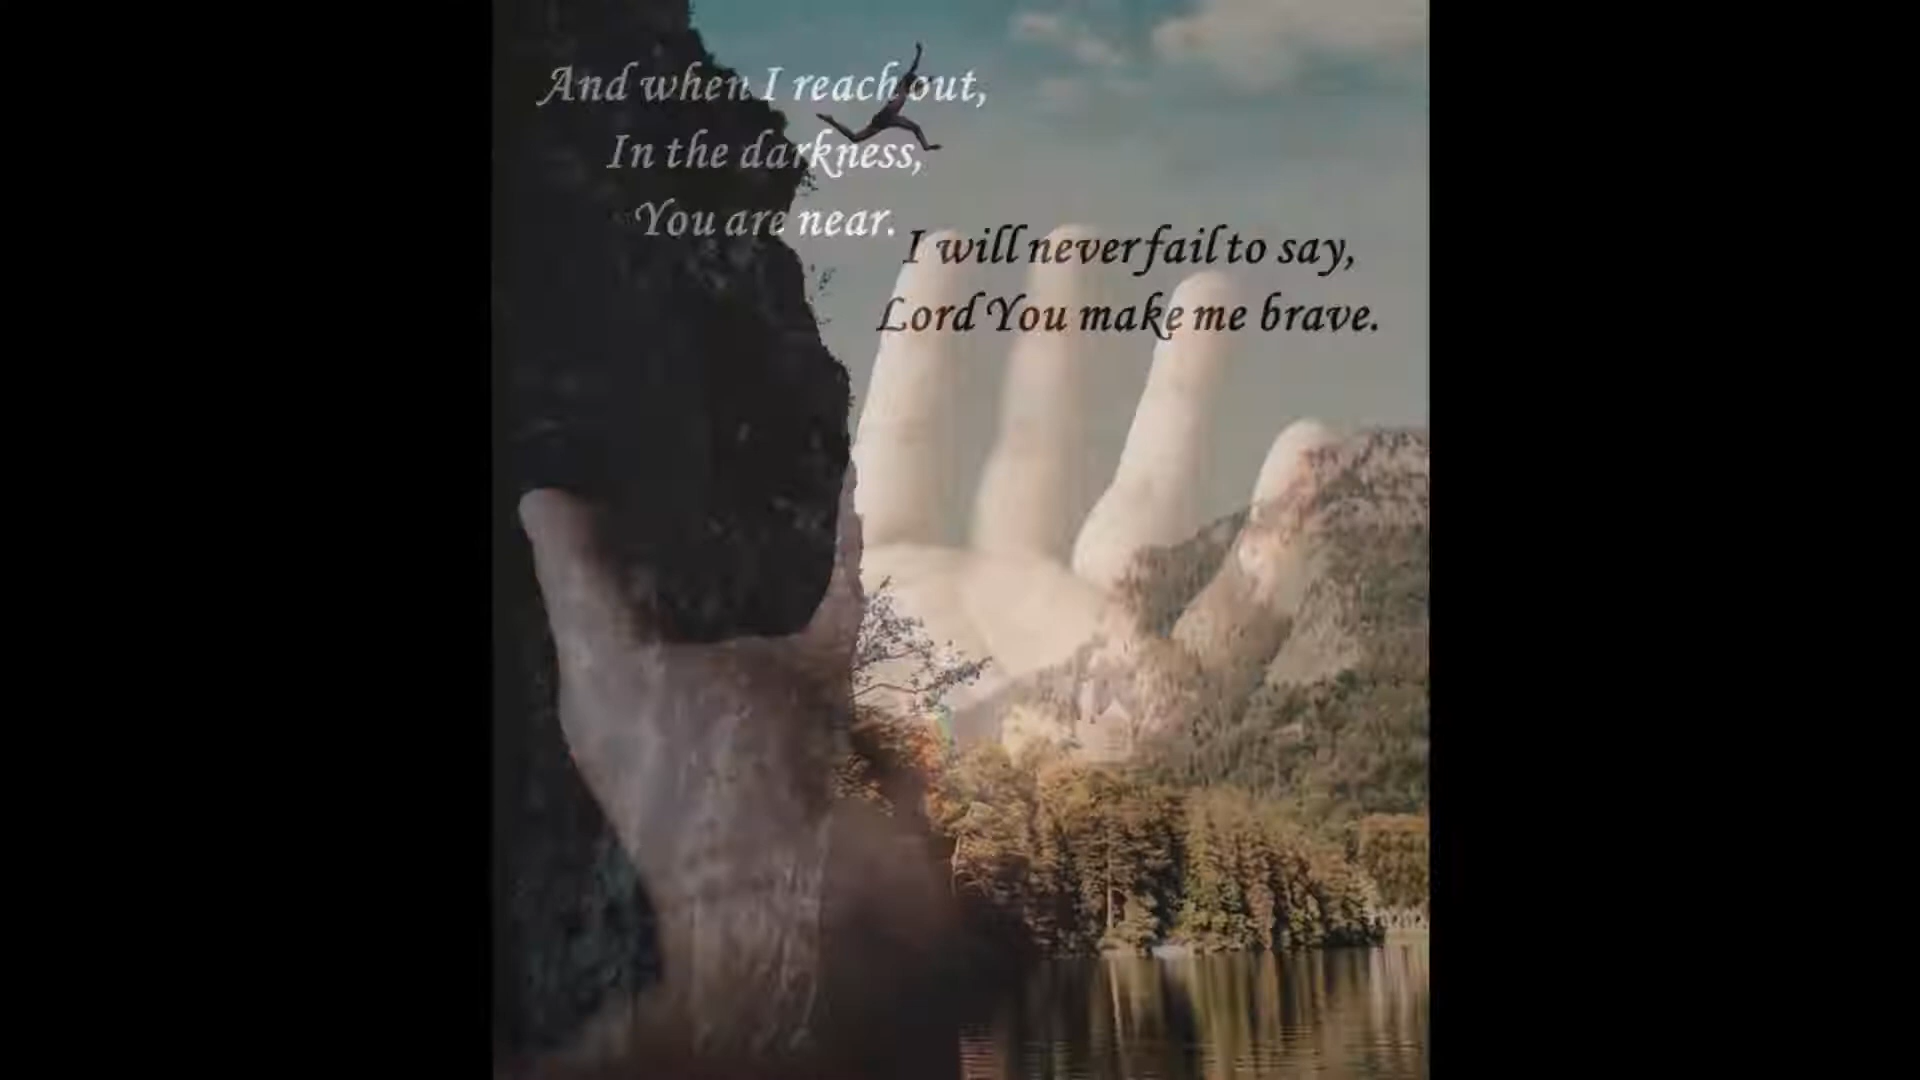 And when I reach out,
In the darkness,
You are near.
I will never fail to say,
Lord You make me brave.